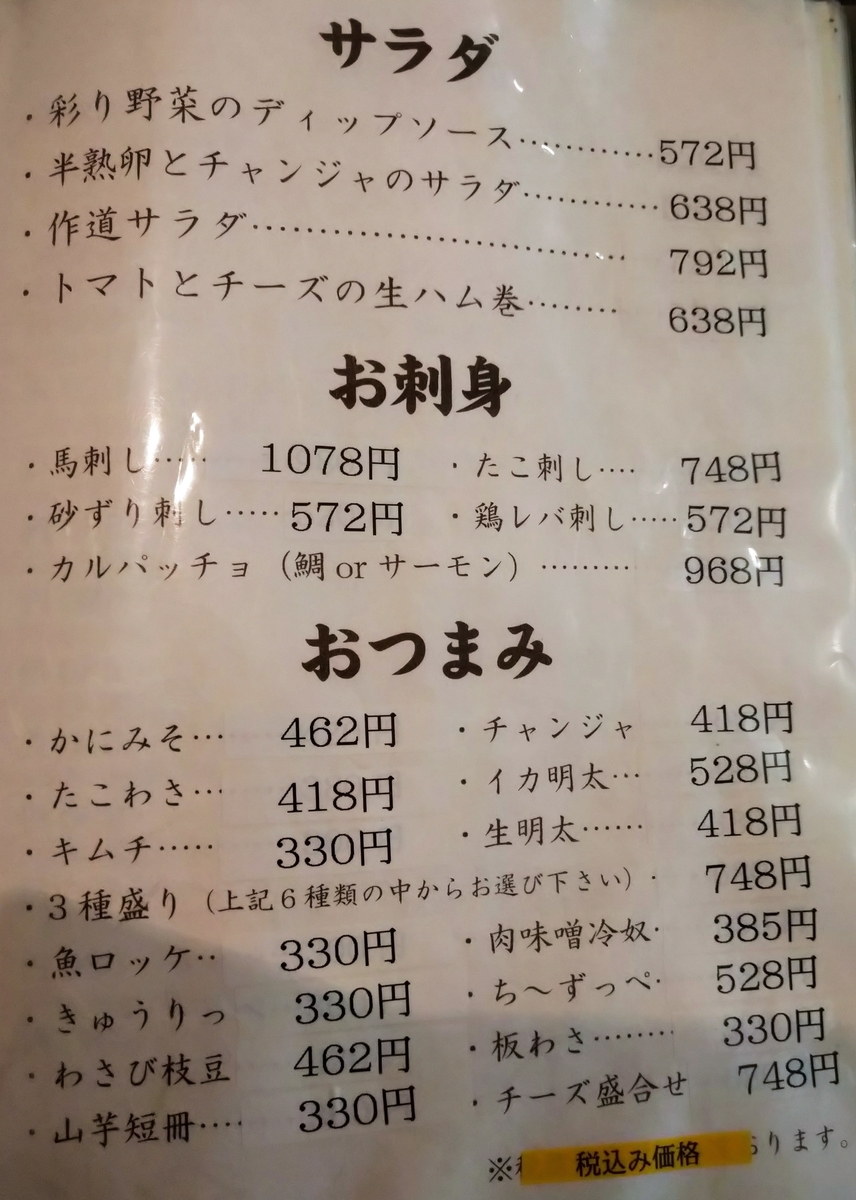 サラダ
・彩り野菜のディップソース…………572円
・半熟卵とチャンジャのサラダ…………638円
・作道サラダ……………………………792円
・トマトとチーズの生ハム巻………638円
お刺身
・馬刺し……1078円 ・たこ刺し…・748円
・砂ずり刺し……572円 ・鶏レバ刺し……572円
・カルパッチョ（鯛 or サーモン）………968円
おつまみ
・かにみそ…462円 ・チャンジャ 418円
・たこわさ…418円 ・イカ明太…528円
・キムチ……330円 ・生明太……418円
・3種盛り（上記6種類の中からお選び下さい）・748円
・魚ロッケ‥330円 ・肉味噌冷奴・385円
・きゅうりっ 330円 ・ち～ずっぺ・528円
・わさび枝豆 462円 ・板わさ………330円
・山芋短冊…・330円 ・チーズ盛合せ 748円
※ 税込み価格 おります。